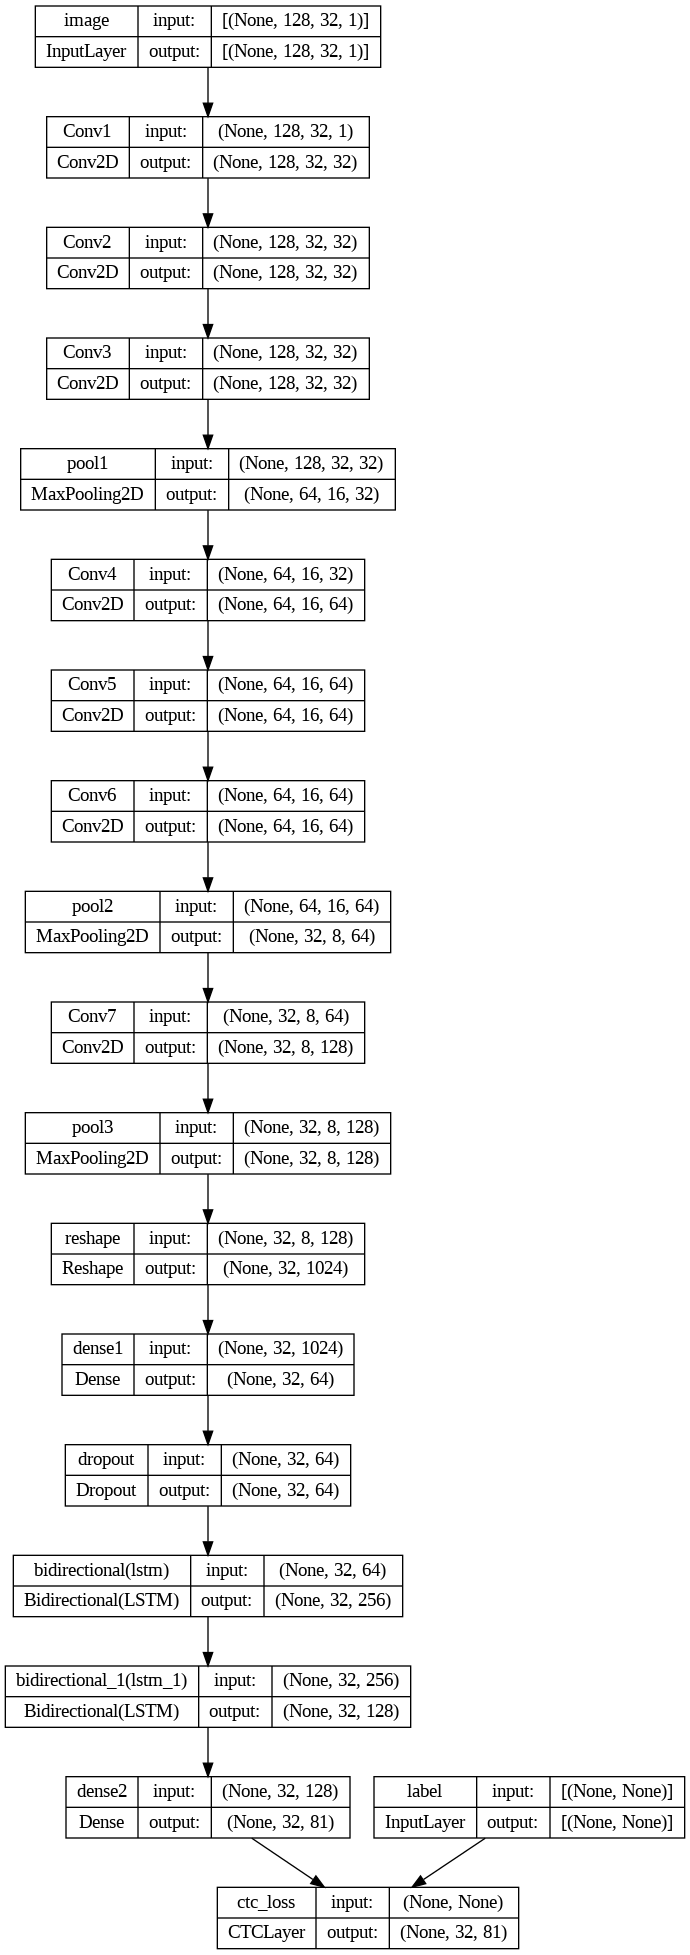 image input: [(None, 128, 32, 1)]
InputLayer output: [(None, 128, 32, 1)]
Conv1 input: (None, 128, 32, 1)
Conv2D output: (None, 128, 32, 32)
Conv2 input: (None, 128, 32, 32)
Conv2D output: (None, 128, 32, 32)
Conv3 input: (None, 128, 32, 32)
Conv2D output: (None, 128, 32, 32)
pool1 input: (None, 128, 32, 32)
MaxPooling2D output: (None, 64, 16, 32)
Conv4 input: (None, 64, 16, 32)
Conv2D output: (None, 64, 16, 64)
Conv5 input: (None, 64, 16, 64)
Conv2D output: (None, 64, 16, 64)
Conv6 input: (None, 64, 16, 64)
Conv2D output: (None, 64, 16, 64)
pool2 input: (None, 64, 16, 64)
MaxPooling2D output: (None, 32, 8, 64)
Conv7 input: (None, 32, 8, 64)
Conv2D output: (None, 32, 8, 128)
pool3 input: (None, 32, 8, 128)
MaxPooling2D output: (None, 32, 8, 128)
reshape input: (None, 32, 8, 128)
Reshape output: (None, 32, 1024)
dense1 input: (None, 32, 1024)
Dense output: (None, 32, 64)
dropout input: (None, 32, 64)
Dropout output: (None, 32, 64)
bidirectional(lstm) input: (None, 32, 64)
Bidirectional(LSTM) output: (None, 32, 256)
bidirectional_1(lstm_1) input: (None, 32, 256)
Bidirectional(LSTM) output: (None, 32, 128)
dense2 input: (None, 32, 128)
Dense output: (None, 32, 81)
label input: [(None, None)]
InputLayer output: [(None, None)]
ctc_loss input: (None, None)
CTCLayer output: (None, 32, 81)